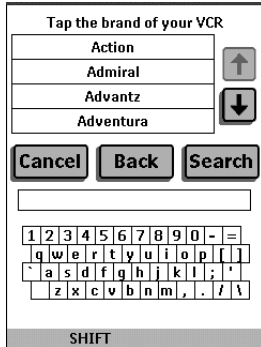 Tap the brand of your VCR
Action
Admiral
Advantz
Adventura
Cancel Back Search
1 2 3 4 5 6 7 8 9 0 - =
q w e r t y u i o p [ ]
` a s d f g h j k l ; '
z x c v b n m , . / \
SHIFT